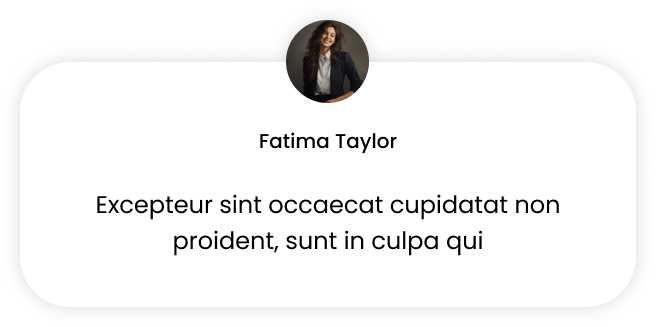 Fatima Taylor
Excepteur sint occaecat cupidatat non
proident, sunt in culpa qui